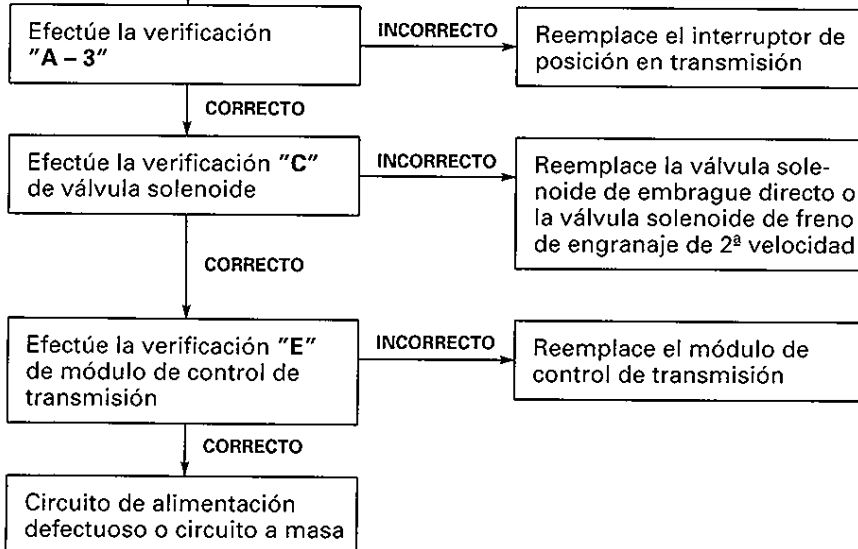 Efectúe la verificación
"A – 3"
INCORRECTO
Reemplace el interruptor de
posición en transmisión
CORRECTO
Efectúe la verificación "C"
de válvula solenoide
INCORRECTO
Reemplace la válvula sole-
noide de embrague directo o
la válvula solenoide de freno
de engranaje de 2ª velocidad
CORRECTO
Efectúe la verificación "E"
de módulo de control de
transmisión
INCORRECTO
Reemplace el módulo de
control de transmisión
CORRECTO
Circuito de alimentación
defectuoso o circuito a masa